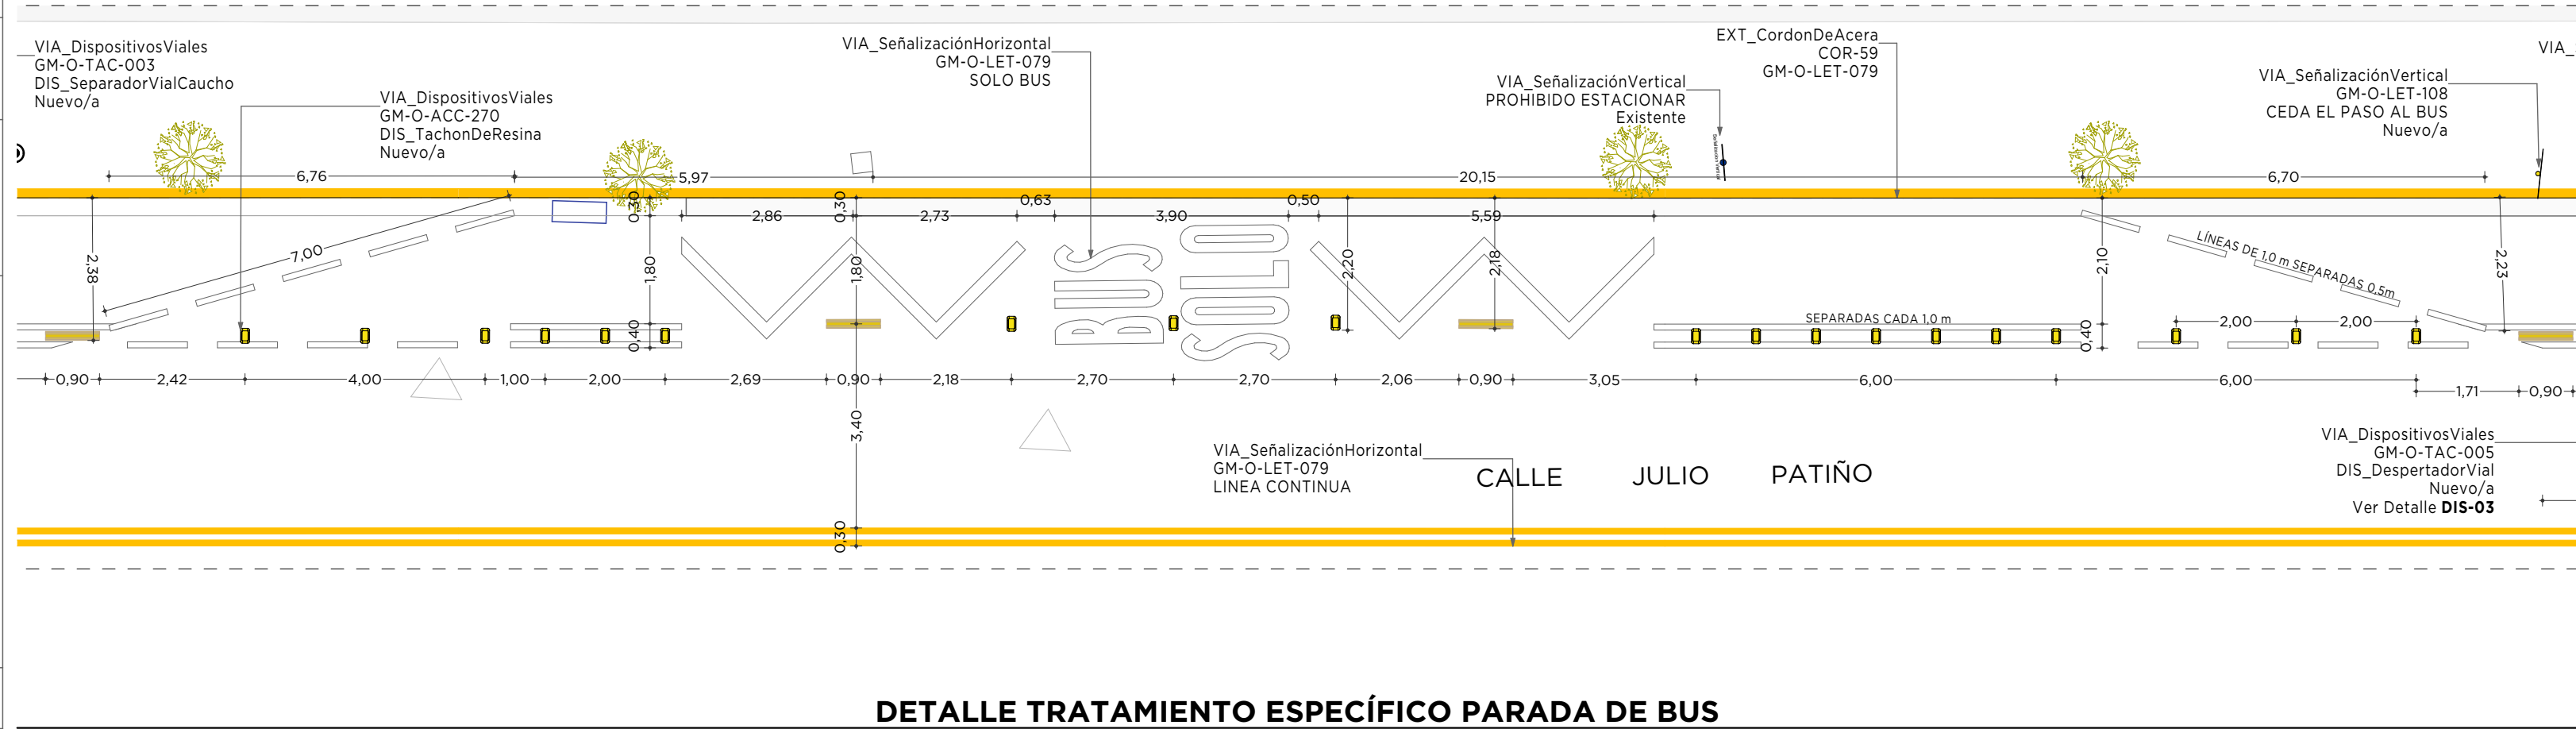 VIA_DispositivosViales
GM-O-TAC-003
DIS_SeparadorVialCaucho
Nuevo/a
VIA_DispositivosViales
GM-O-ACC-270
DIS_TachonDeResina
Nuevo/a
VIA_SeñalizaciónHorizontal
GM-O-LET-079
SOLO BUS
VIA_SeñalizaciónVertical
PROHIBIDO ESTACIONAR
Existente
EXT_CordonDeAcera
COR-59
GM-O-LET-079
VIA_SeñalizaciónVertical
GM-O-LET-108
CEDA EL PASO AL BUS
Nuevo/a
VIA_
6,76
5,97
20,15
6,70
0,30
2,86
0,30
2,73
0,63
3,90
0,50
5,59
2,38
7,00
1,80
1,80
BUS
SOLO
2,20
2,18
2,10
LÍNEAS DE 1,0 m SEPARADAS 0,5m
2,23
0,40
SEPARADAS CADA 1,0 m
0,40
2,00
2,00
0,90
2,42
4,00
1,00
2,00
2,69
0,90
2,18
2,70
2,70
2,06
0,90
3,05
6,00
6,00
1,71
0,90
3,40
VIA_SeñalizaciónHorizontal
GM-O-LET-079
LINEA CONTINUA
CALLE JULIO PATIÑO
VIA_DispositivosViales
GM-O-TAC-005
DIS_DespertadorVial
Nuevo/a
Ver Detalle DIS-03
0,30
DETALLE TRATAMIENTO ESPECÍFICO PARADA DE BUS